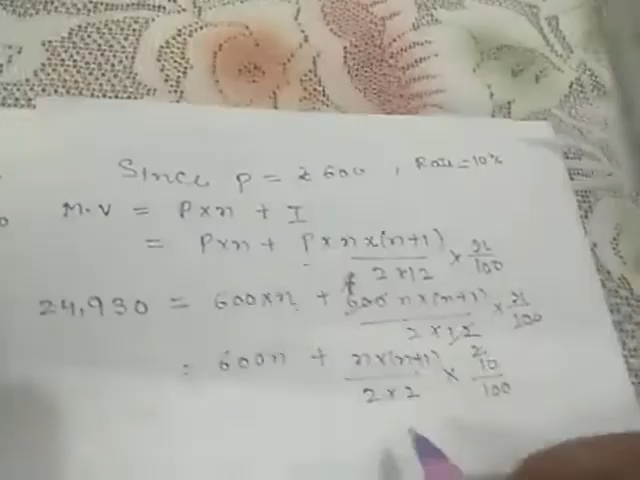 Since P = ₹ 600, Rate = 10%
M.V = P×n + I
= P×n + P×n×(n+1)/2×12 × r/100
24,930 = 600×n + 600 n×(n+1)/2×12 × r/100
= 600n + n×(n+1)/2×2 × 10/100